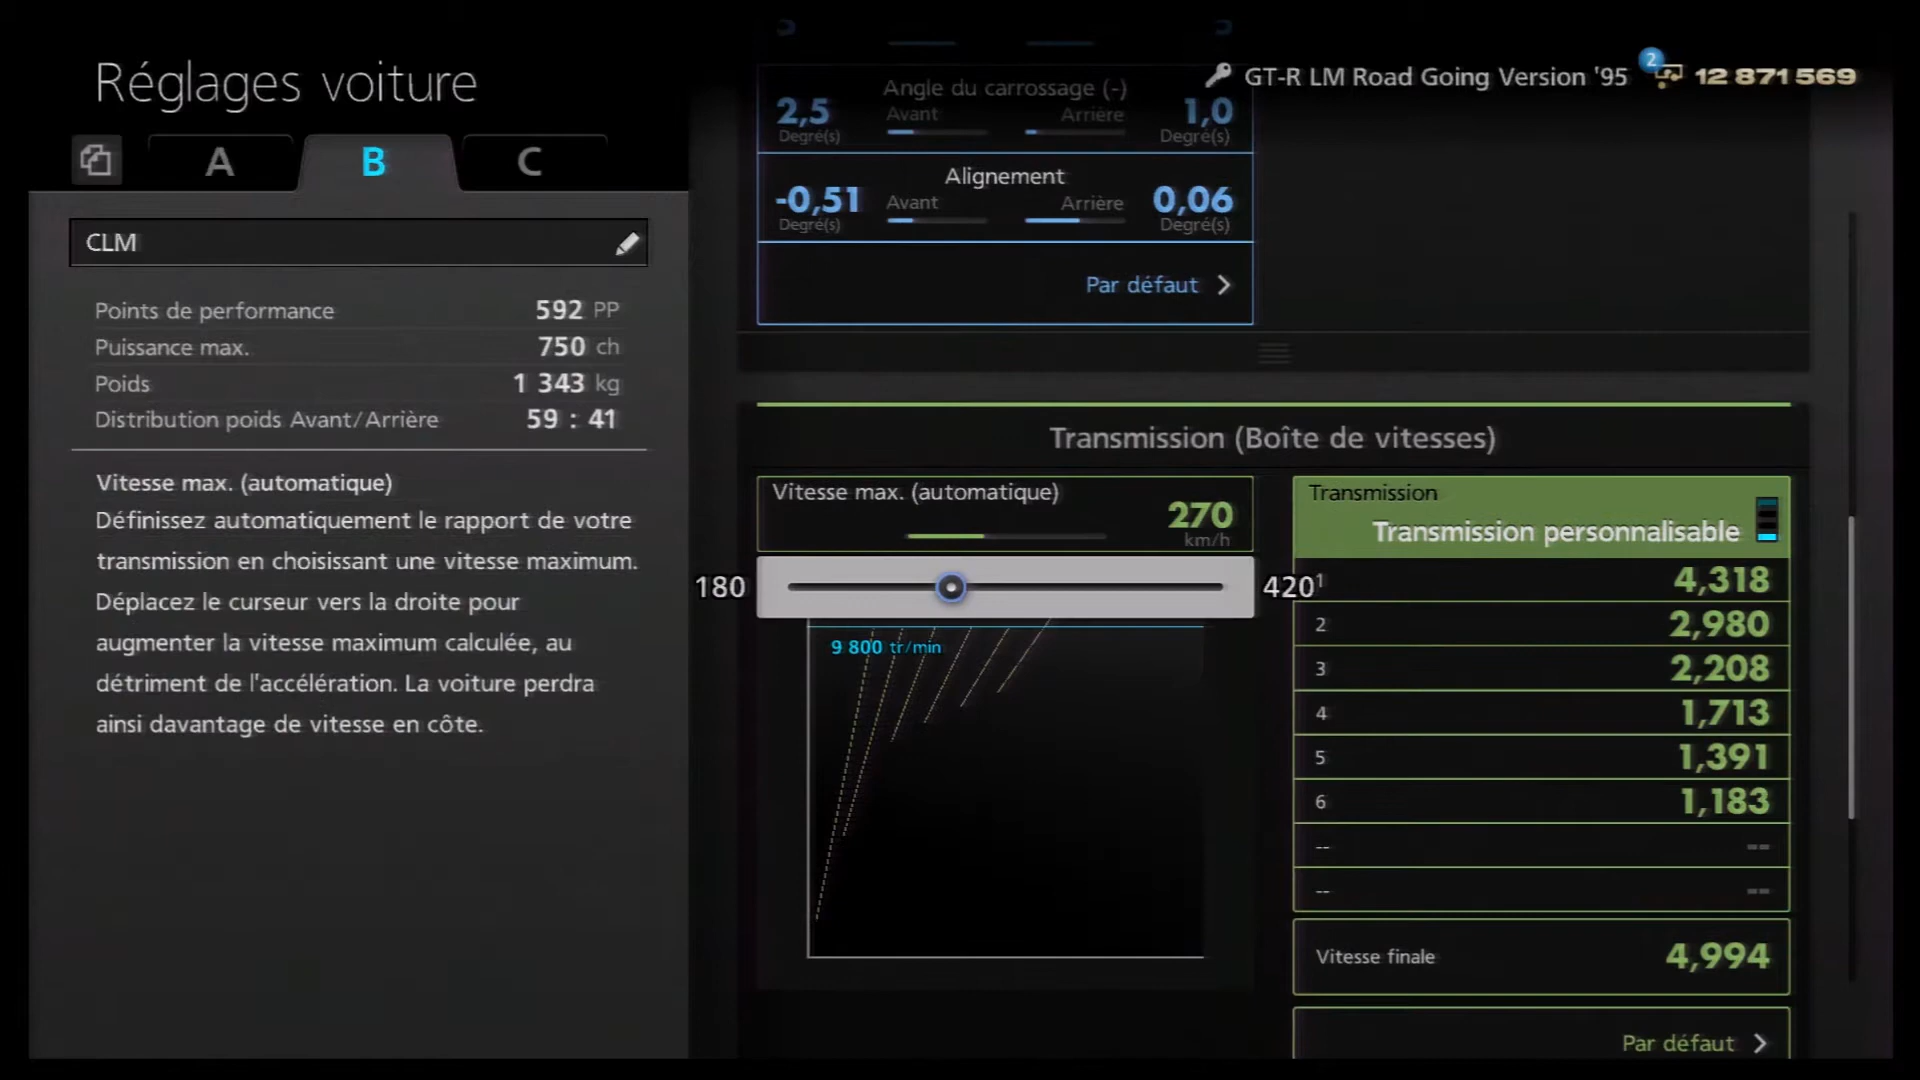 Réglages voiture
GT-R LM Road Going Version '95
2
12 871 569
A
B
C
CLM
Points de performance 592 PP
Puissance max. 750 ch
Poids 1 343 kg
Distribution poids Avant/Arrière 59 : 41
Vitesse max. (automatique)
Définissez automatiquement le rapport de votre
transmission en choisissant une vitesse maximum.
Déplacez le curseur vers la droite pour
augmenter la vitesse maximum calculée, au
détriment de l'accélération. La voiture perdra
ainsi davantage de vitesse en côte.
Angle du carrossage (-)
2,5 Avant Arrière 1,0
Degré(s) Degré(s)
Alignement
-0,51 Avant Arrière 0,06
Degré(s) Degré(s)
Par défaut
Transmission (Boîte de vitesses)
Vitesse max. (automatique)
270
km/h
180 420
9 800 tr/min
Transmission
Transmission personnalisable
1 4,318
2 2,980
3 2,208
4 1,713
5 1,391
6 1,183
-- --
-- --
Vitesse finale 4,994
Par défaut